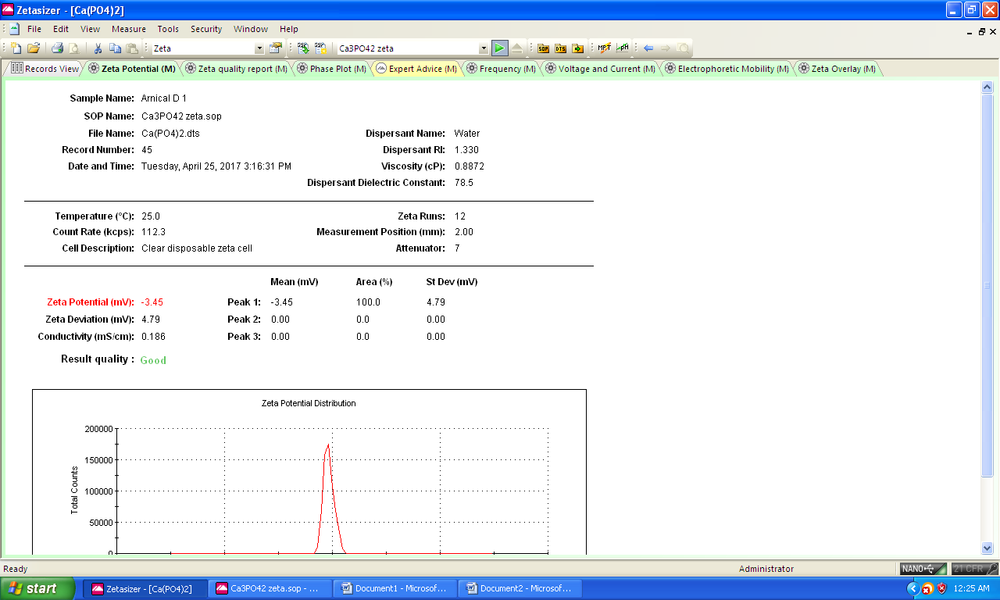 Zetasizer - [Ca(PO4)2]
File Edit View Measure Tools Security Window Help
Zeta Ca3PO42 zeta SOP DTS MPT pH
Records View Zeta Potential (M) Zeta quality report (M) Phase Plot (M) Expert Advice (M) Frequency (M) Voltage and Current (M) Electrophoretic Mobility (M) Zeta Overlay (M)
Sample Name: Arnical D 1
SOP Name: Ca3PO42 zeta.sop
File Name: Ca(PO4)2.dts Dispersant Name: Water
Record Number: 45 Dispersant RI: 1.330
Date and Time: Tuesday, April 25, 2017 3:16:31 PM Viscosity (cP): 0.8872
Dispersant Dielectric Constant: 78.5
Temperature (°C): 25.0 Zeta Runs: 12
Count Rate (kcps): 112.3 Measurement Position (mm): 2.00
Cell Description: Clear disposable zeta cell Attenuator: 7
Mean (mV) Area (%) St Dev (mV)
Zeta Potential (mV): -3.45 Peak 1: -3.45 100.0 4.79
Zeta Deviation (mV): 4.79 Peak 2: 0.00 0.0 0.00
Conductivity (mS/cm): 0.186 Peak 3: 0.00 0.0 0.00
Result quality : Good
Zeta Potential Distribution
Total Counts
200000
150000
100000
50000
0
Ready Administrator NANO 21 CFR
start Zetasizer - [Ca(PO4)2] Ca3PO42 zeta.sop - ... Document1 - Microsof... Document2 - Microsof... 12:25 AM